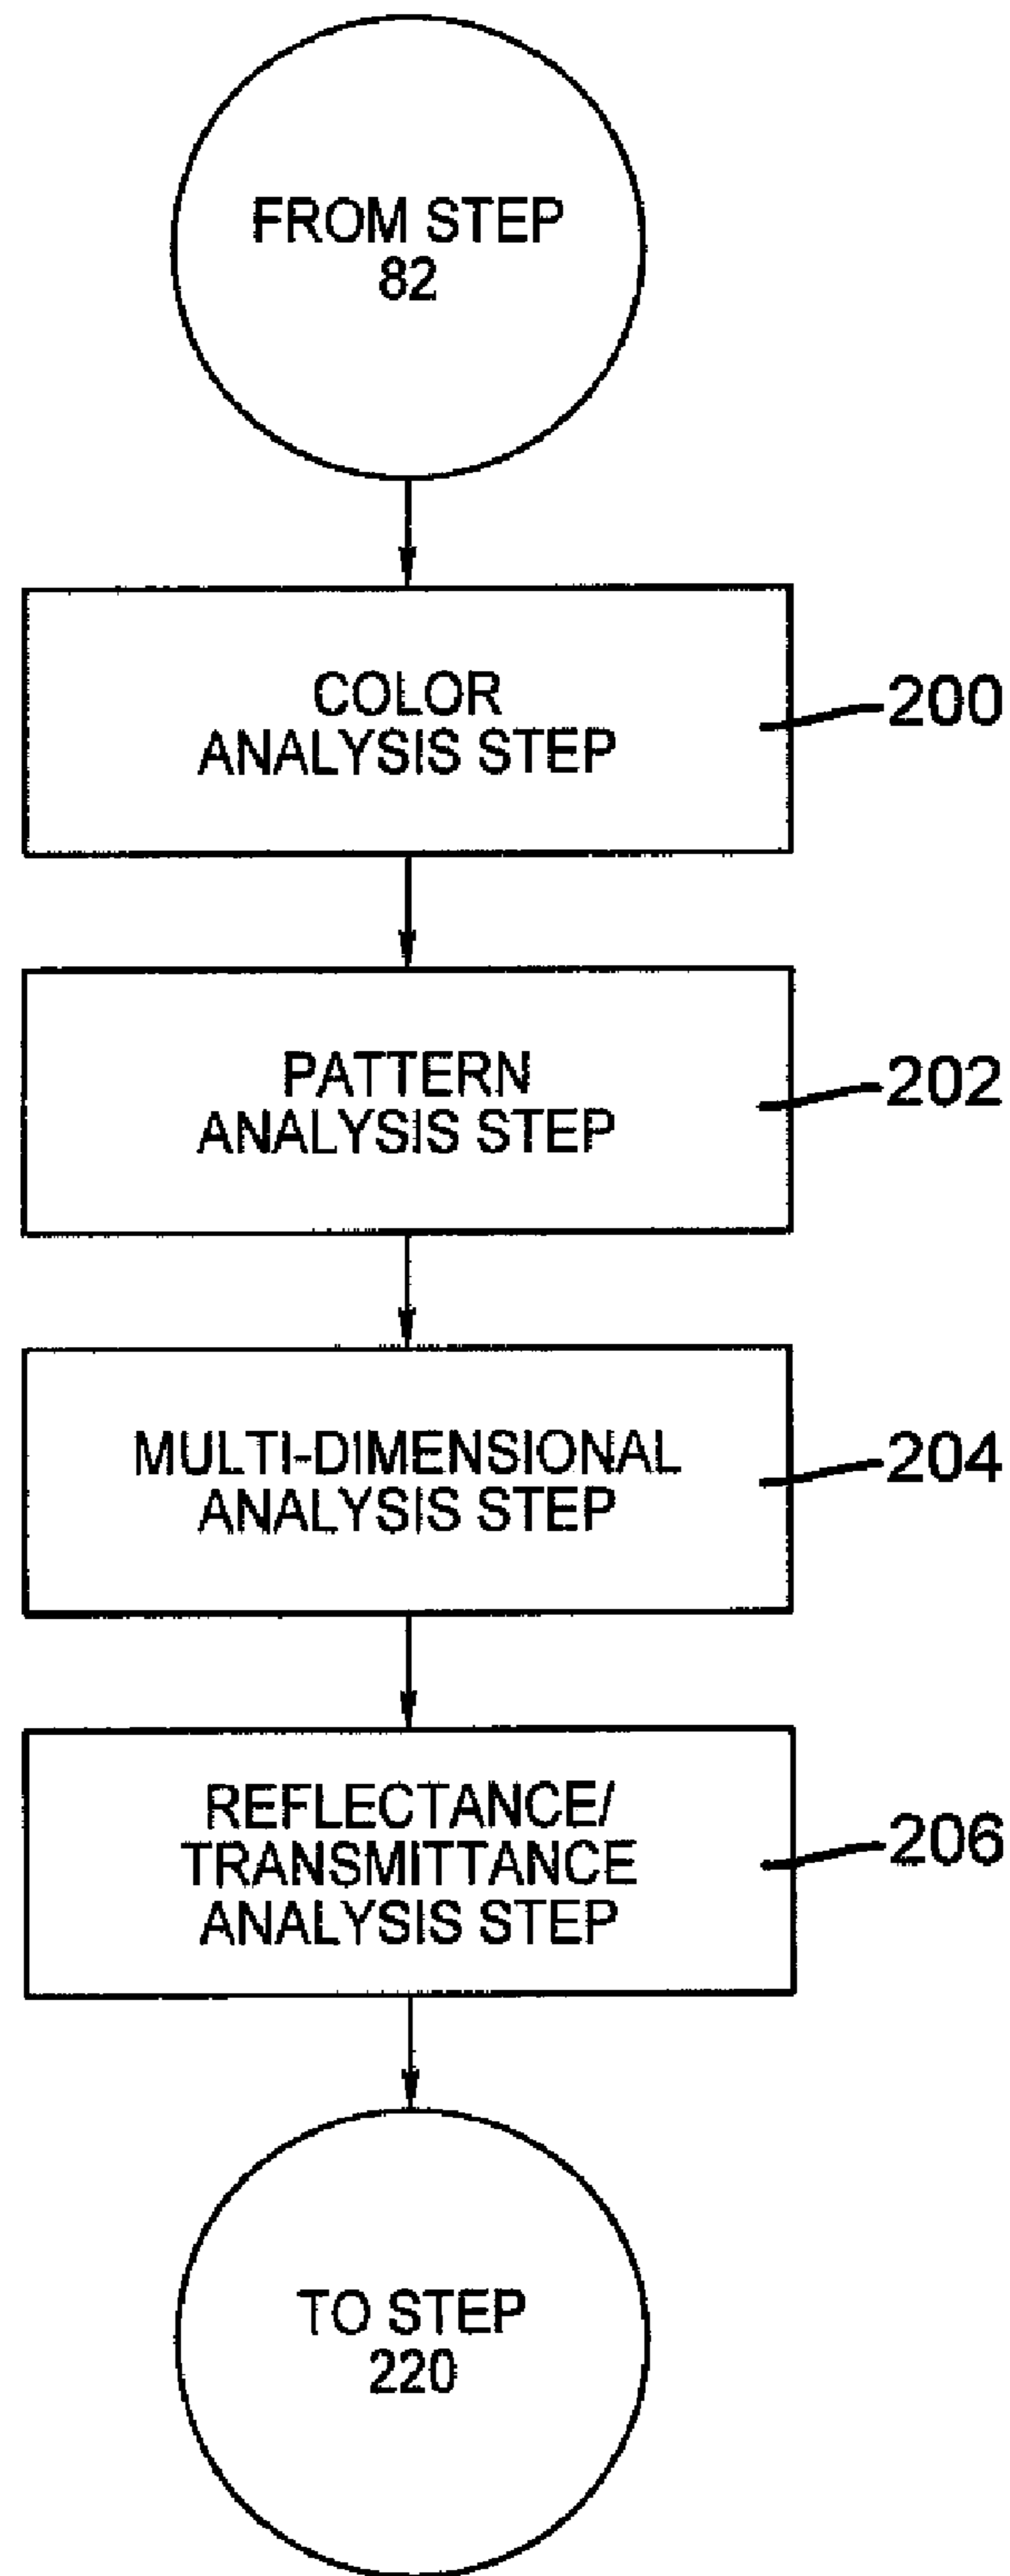 FROM STEP
82
COLOR
ANALYSIS STEP
200
PATTERN
ANALYSIS STEP
202
MULTI-DIMENSIONAL
ANALYSIS STEP
204
REFLECTANCE/
TRANSMITTANCE
ANALYSIS STEP
206
TO STEP
220